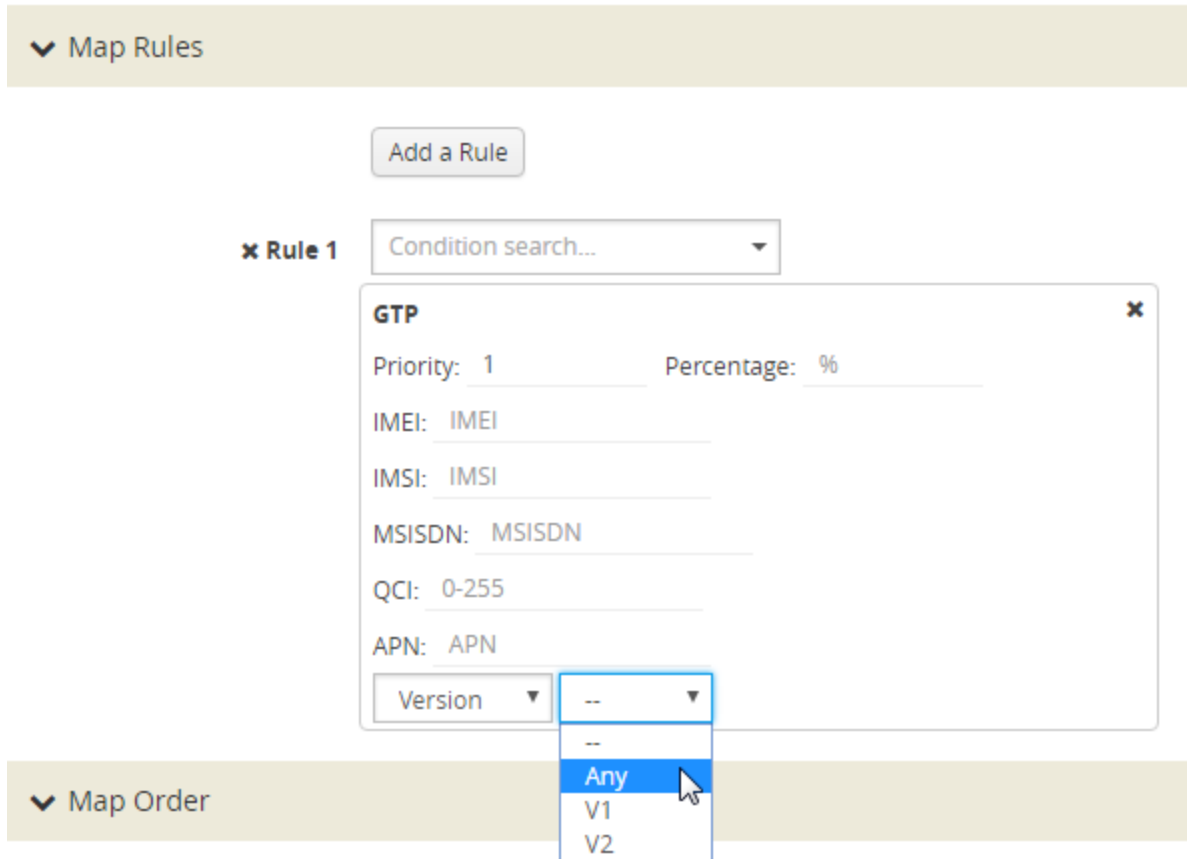 Map Rules
Add a Rule
Rule 1 Condition search...
GTP
Priority: 1 Percentage: %
IMEI: IMEI
IMSI: IMSI
MSISDN: MSISDN
QCI: 0-255
APN: APN
Version --
--
Any
Map Order
V1
V2